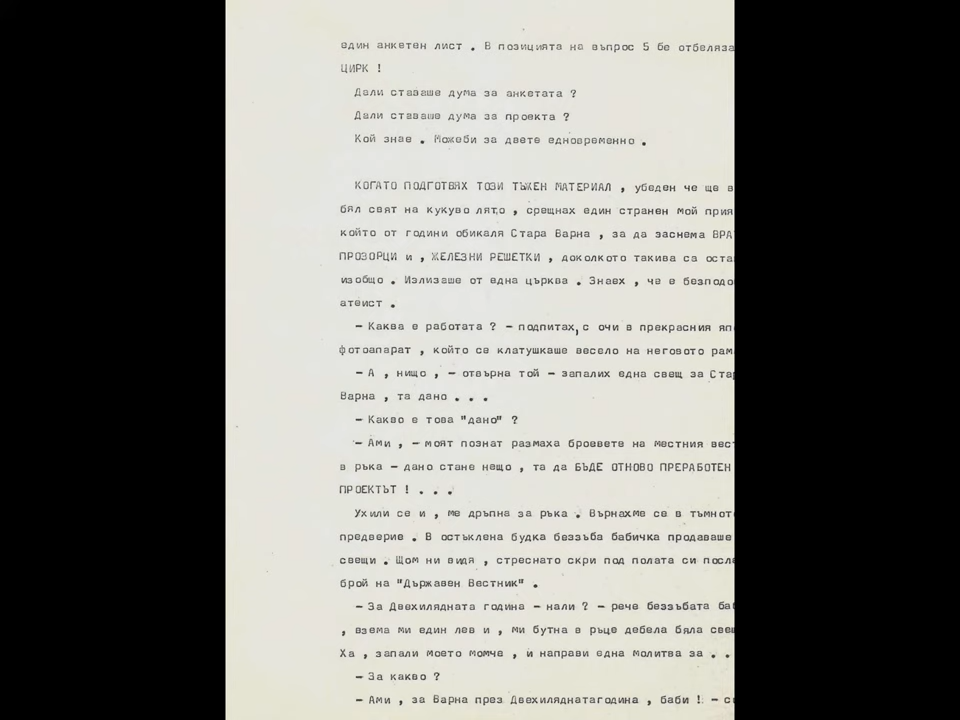 един анкетен лист . В позицията на въпрос 5 бе отбеляза
ЦИРК !
Дали ставаше дума за анкетата ?
Дали ставаше дума за проекта ?
Кой знае . Можеби за двете едновременно .
КОГАТО ПОДГОТВЯХ ТОЗИ ТЪЖЕН МАТЕРИАЛ , убеден че ще в
бял свят на куково лято , срещнах един странен мой прия
който от години обикаля Стара Варна , за да заснема ВРАТ
ПРОЗОРЦИ и , ЖЕЛЕЗНИ РЕШЕТКИ , доколкото такива са оста
изобщо . Излизаше от една църква . Знаех , че е безподо
атеист .
— Каква е работата ? — подпитах,с очи в прекрасния япо
фотоапарат , който се клатушкаше весело на неговото рам
— А , нищо , — отвърна той — запалих една свещ за Стар
Варна , та дано . . .
— Какво е това "дано" ?
— Ами , — моят познат размаха броевете на местния вест
в ръка — дано стане нещо , та да БЪДЕ ОТНОВО ПРЕРАБОТЕН
ПРОЕКТЪТ ! . . .
Ухили се и , ме дръпна за ръка . Върнахме се в тъмнот
предверие . В остъклена будка беззъба бабичка продаваше
свещи . Щом ни видя , стреснато скри под полата си после
брой на "Държавен Вестник" .
— За Двехилядната година — нали ? — рече беззъбата баб
, взема ми един лев и , ми бутна в ръце дебела бяла свещ
Ха , запали моето момче , и направи една молитва за . .
— За какво ?
— Ами , за Варна през Двехиляднатагодина , баби ! — со